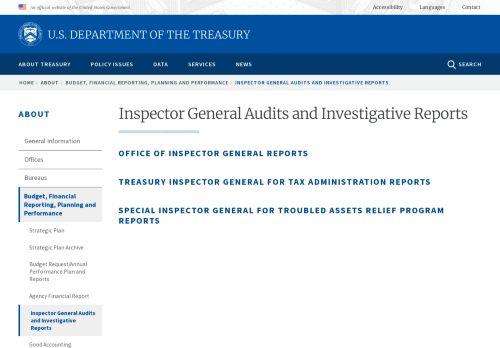 An official website of the United States Government
Accessibility Languages Contact
U.S. DEPARTMENT OF THE TREASURY
ABOUT TREASURY POLICY ISSUES DATA SERVICES NEWS SEARCH
HOME › ABOUT › BUDGET, FINANCIAL REPORTING, PLANNING AND PERFORMANCE › INSPECTOR GENERAL AUDITS AND INVESTIGATIVE REPORTS
ABOUT
General Information
Offices
Bureaus
Budget, Financial
Reporting, Planning and
Performance
Strategic Plan
Strategic Plan Archive
Budget Request/Annual
Performance Plan and
Reports
Agency Financial Report
Inspector General Audits
and Investigative
Reports
Good Accounting
Inspector General Audits and Investigative Reports
OFFICE OF INSPECTOR GENERAL REPORTS
TREASURY INSPECTOR GENERAL FOR TAX ADMINISTRATION REPORTS
SPECIAL INSPECTOR GENERAL FOR TROUBLED ASSETS RELIEF PROGRAM
REPORTS